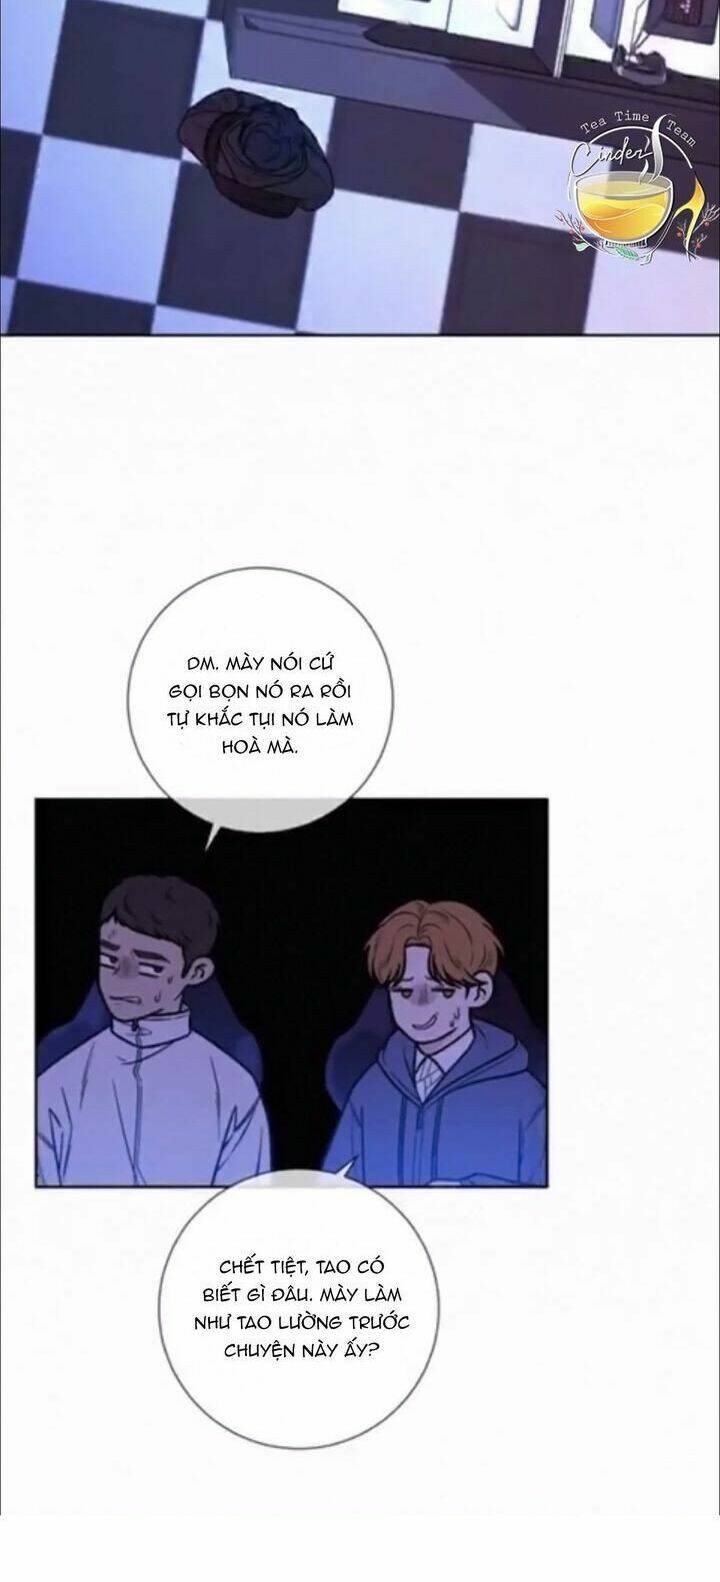 Tea Time Team
Cinder
DM. MÀY NÓI CỨ
GỌI BỌN NÓ RA RỒI
TỰ KHẮC TỤI NÓ LÀM
HOÀ MÀ.
CHẾT TIỆT, TAO CÓ
BIẾT GÌ ĐÂU. MÀY LÀM
NHƯ TAO LƯỜNG TRƯỚC
CHUYỆN NÀY ẤY?